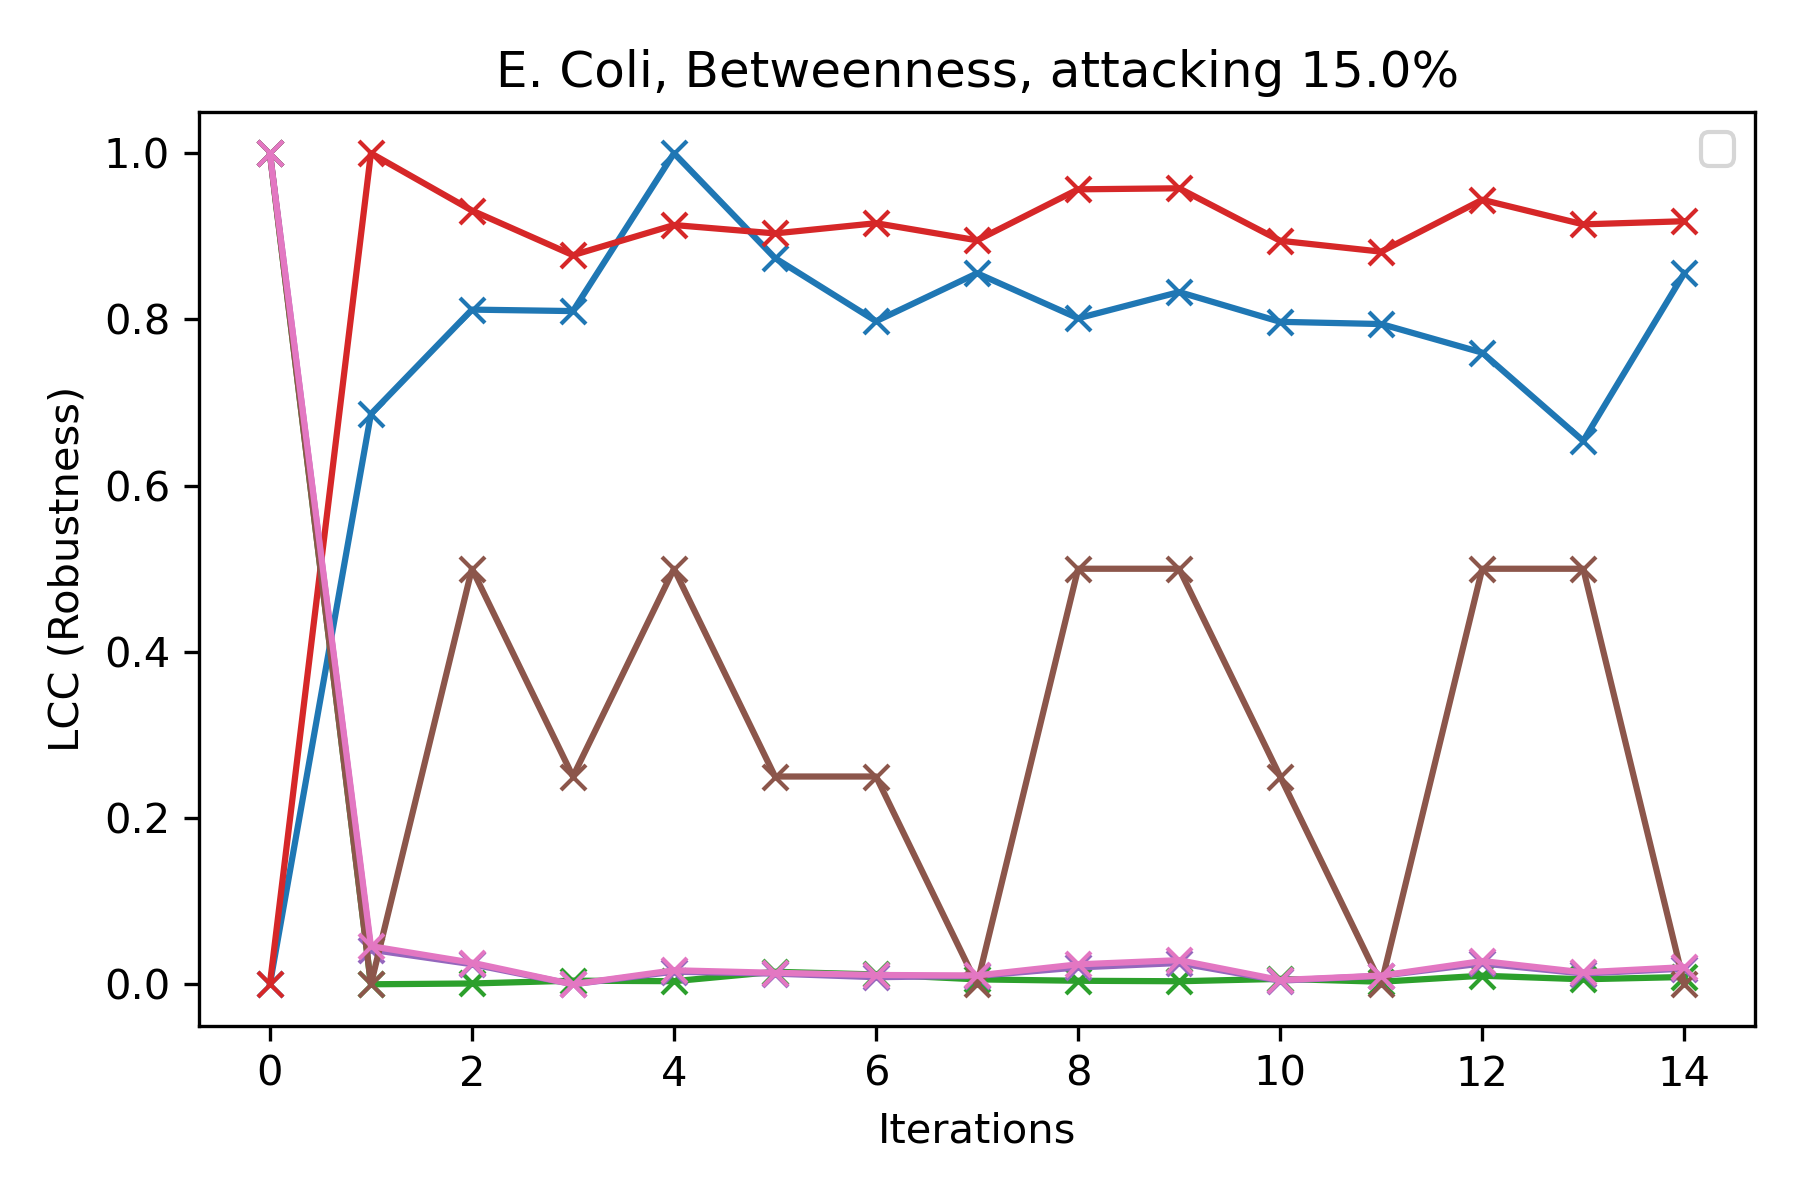 E. Coli, Betweenness, attacking 15.0%
LCC (Robustness)
1.0
0.8
0.6
0.4
0.2
0.0
0 2 4 6 8 10 12 14
Iterations